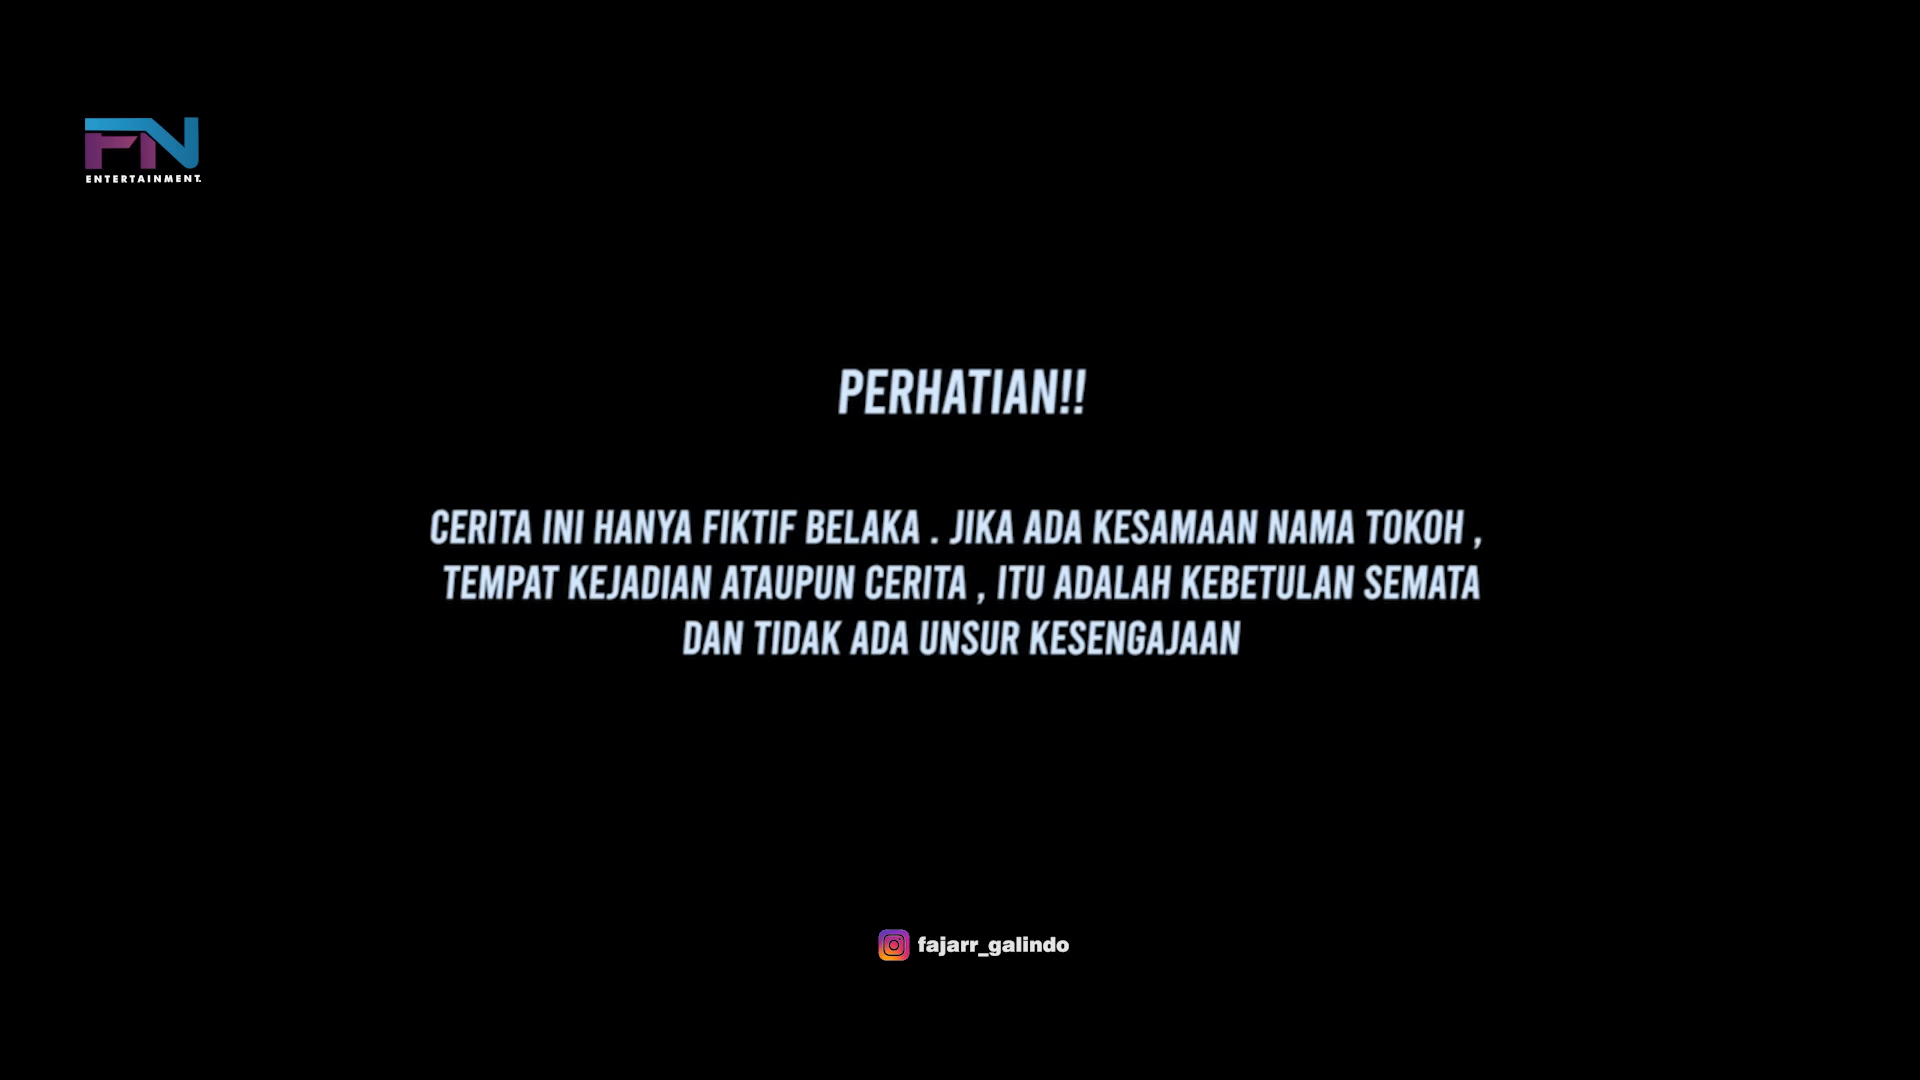 FN
ENTERTAINMENT.
PERHATIAN!!
CERITA INI HANYA FIKTIF BELAKA . JIKA ADA KESAMAAN NAMA TOKOH ,
TEMPAT KEJADIAN ATAUPUN CERITA , ITU ADALAH KEBETULAN SEMATA
DAN TIDAK ADA UNSUR KESENGAJAAN
fajarr_galindo